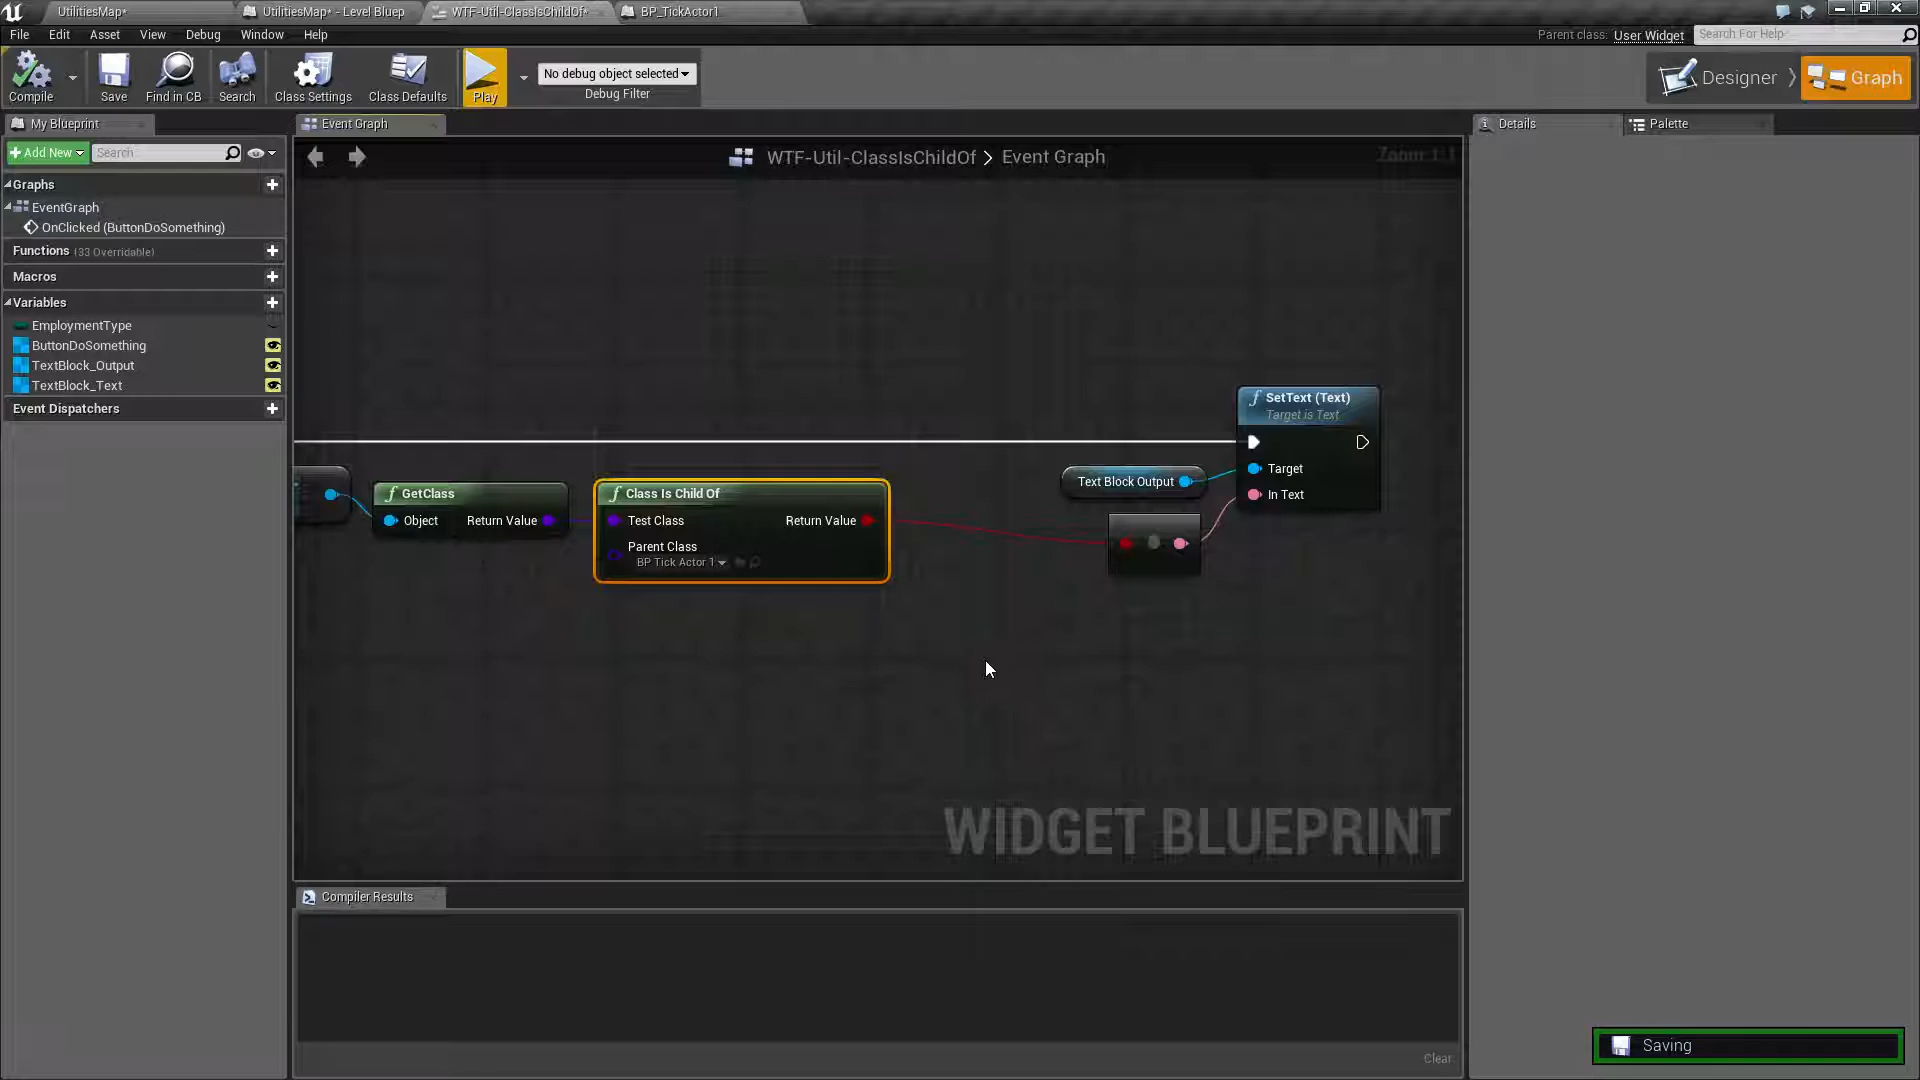 UtilitiesMap*
UtilitiesMap* - Level Bluep
WTF-Util-ClassIsChildOf*
BP_TickActor1
File Edit Asset View Debug Window Help
Parent class: User Widget
Search For Help
Compile
Save
Find in CB
Search
Class Settings
Class Defaults
Play
No debug object selected
Debug Filter
Designer
Graph
My Blueprint
Event Graph
Details
Palette
Add New
Search
WTF-Util-ClassIsChildOf > Event Graph
Zoom 1:1
Graphs
EventGraph
OnClicked (ButtonDoSomething)
Functions (33 Overridable)
Macros
Variables
EmploymentType
ButtonDoSomething
TextBlock_Output
TextBlock_Text
Event Dispatchers
f SetText (Text)
Target is Text
Target
In Text
Text Block Output
f GetClass
Object Return Value
f Class Is Child Of
Test Class Return Value
Parent Class
BP Tick Actor 1
WIDGET BLUEPRINT
Compiler Results
Clear
Saving